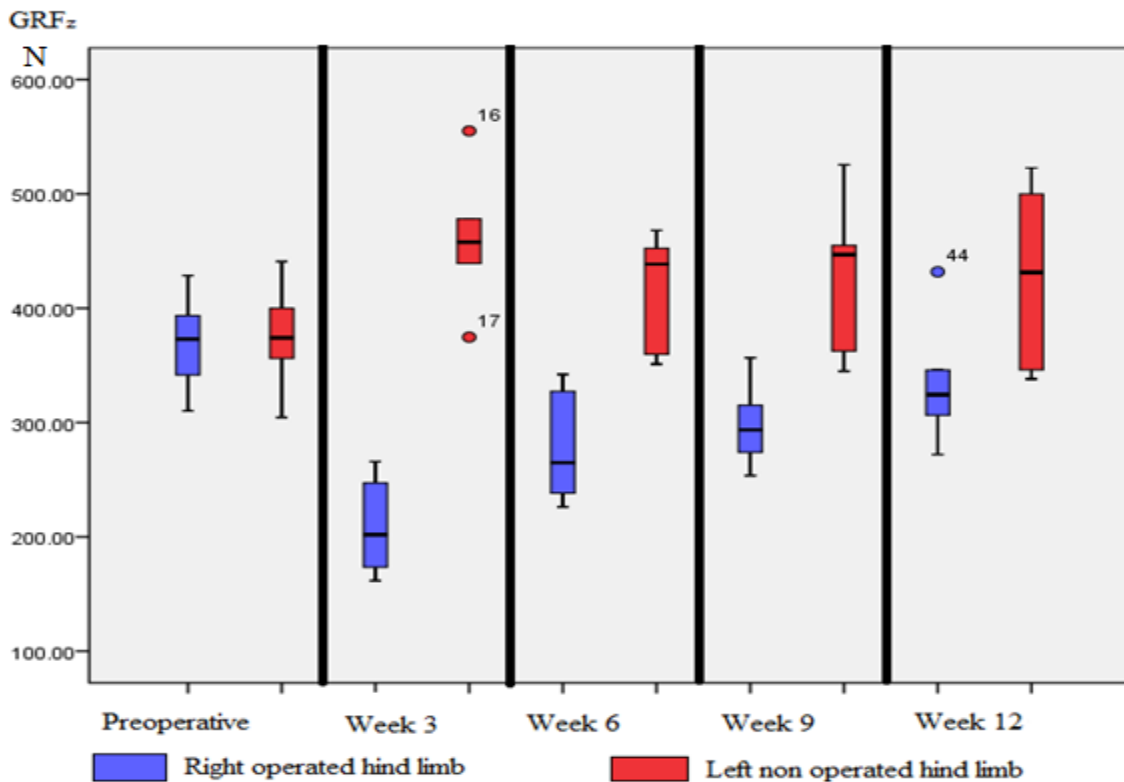 GRFz
N
600.00
500.00
400.00
300.00
200.00
100.00
16
17
44
Preoperative
Week 3
Week 6
Week 9
Week 12
Right operated hind limb
Left non operated hind limb